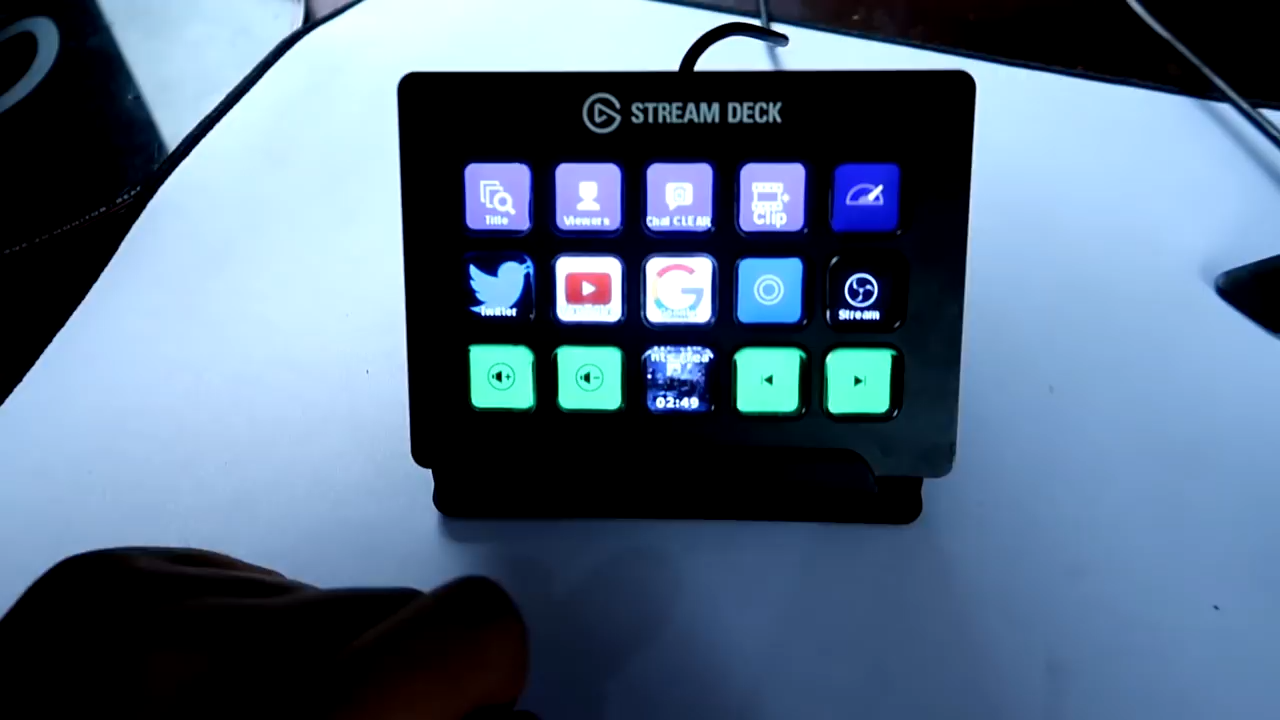 STREAM DECK
Title
Viewers
Chat CLEAR
Clip
Twitter
Stream
02:49